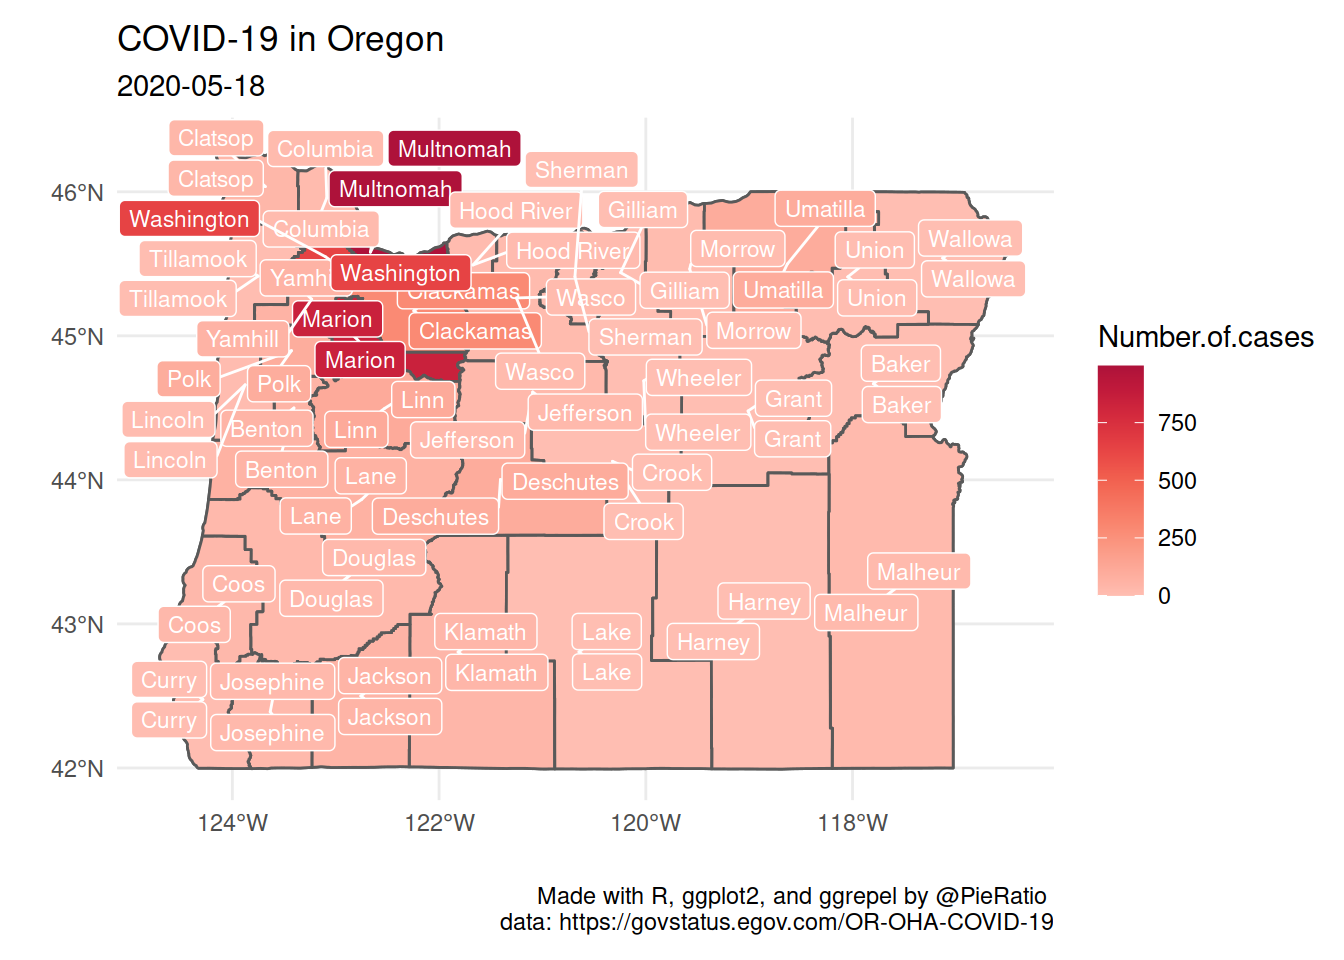 COVID-19 in Oregon
2020-05-18
Clatsop
Columbia
Multnomah
Sherman
Clatsop
Multnomah
46°N
Washington
Columbia
Hood River
Gilliam
Umatilla
Wallowa
Tillamook
Hood River
Morrow
Union
Yamh
Washington
Wallowa
Tillamook
Clackamas
Wasco
Gilliam
Umatilla
Union
Marion
Clackamas
45°N
Yamhill
Sherman
Morrow
Marion
Polk
Polk
Wasco
Wheeler
Baker
Linn
Grant
Baker
Lincoln
Benton
Linn
Jefferson
Jefferson
Wheeler
Grant
Lincoln
Benton
Lane
44°N
Deschutes
Crook
Lane
Deschutes
Crook
Douglas
Malheur
Coos
Douglas
Harney
Malheur
43°N
Coos
Klamath
Lake
Harney
Curry
Josephine
Jackson
Klamath
Lake
Curry
Josephine
Jackson
42°N
124°W
122°W
120°W
118°W
Number.of.cases
750
500
250
0
Made with R, ggplot2, and ggrepel by @PieRatio
data: https://govstatus.egov.com/OR-OHA-COVID-19